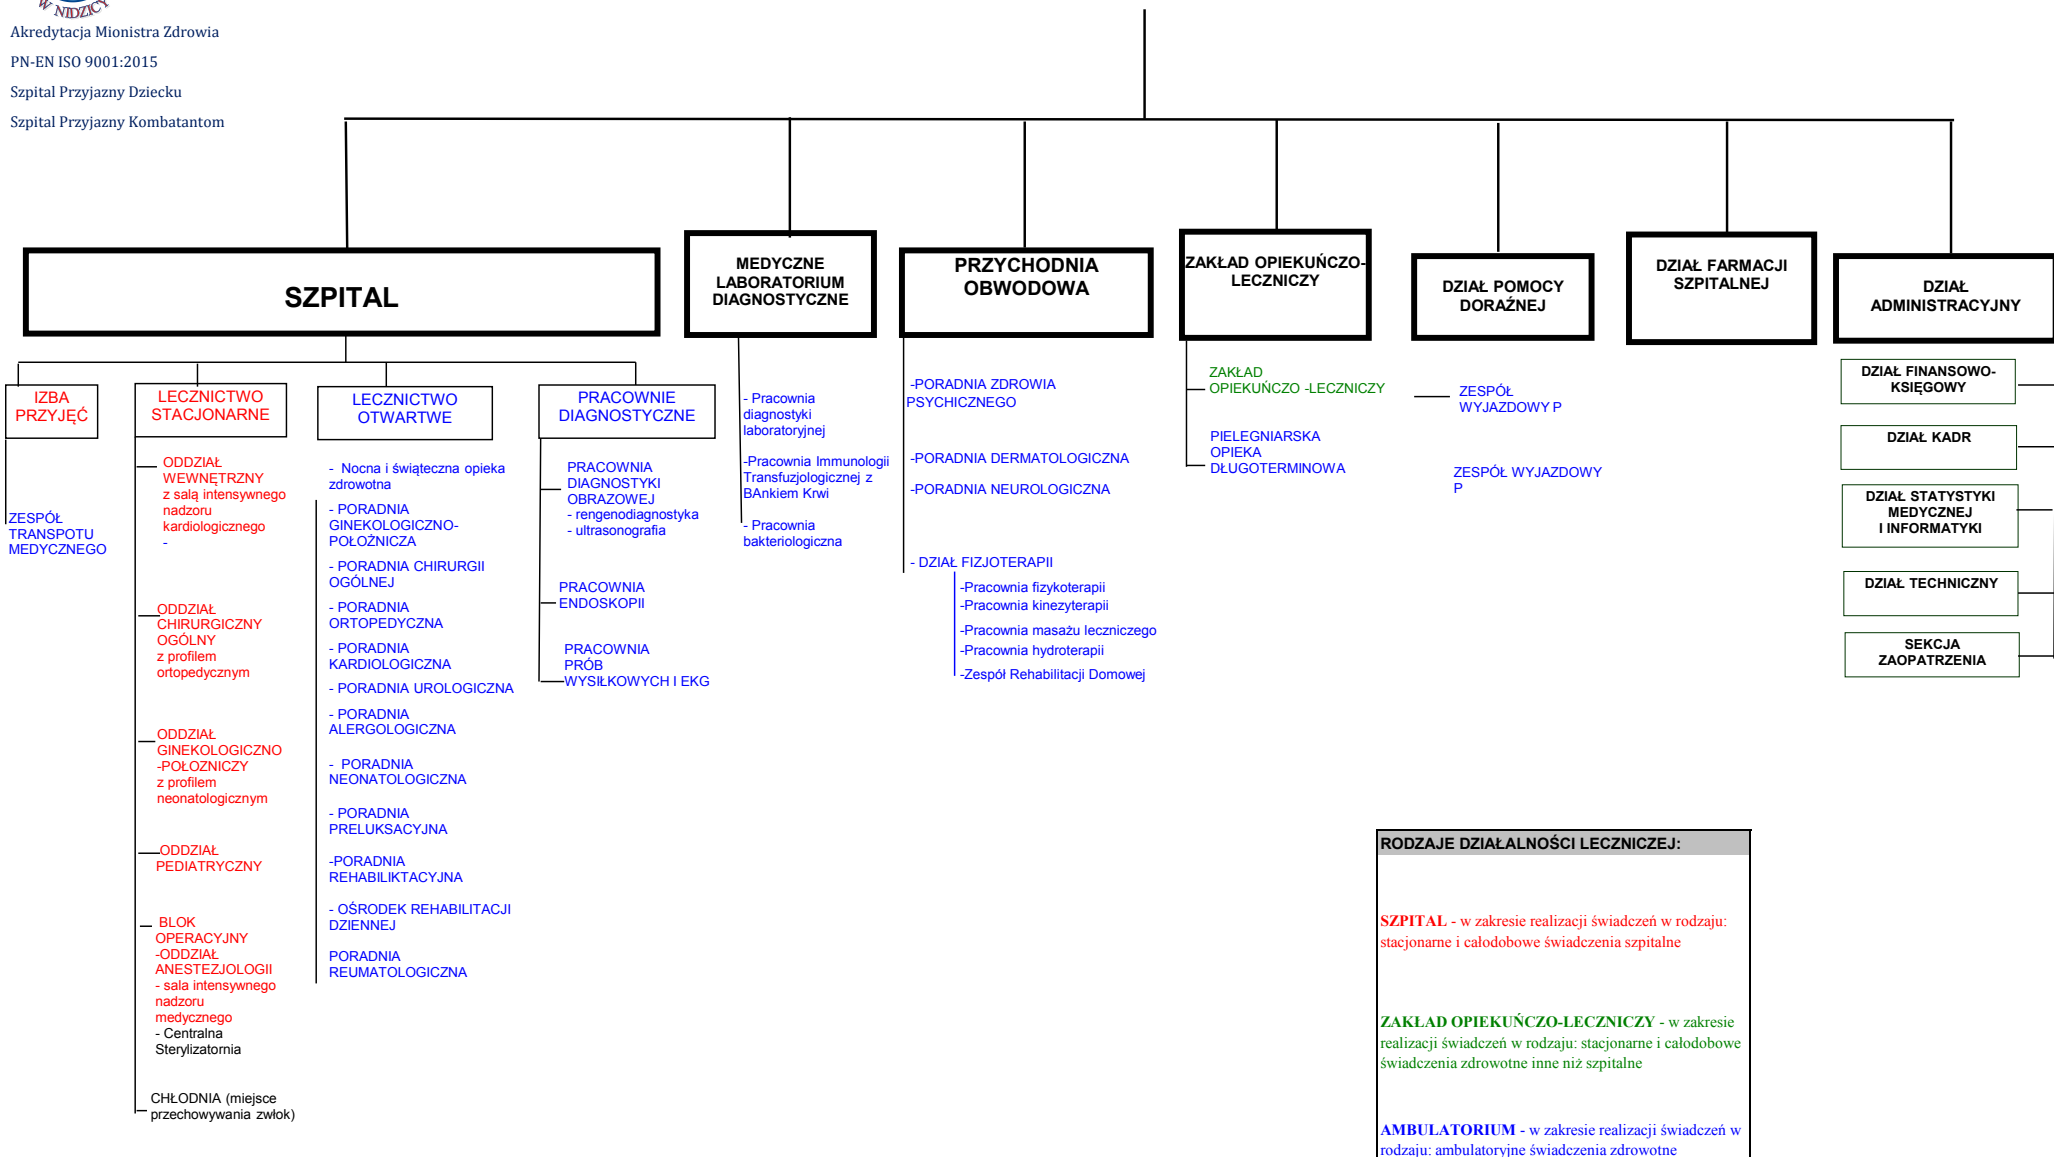 W NIDZICY
Akredytacja Mionistra Zdrowia
PN-EN ISO 9001:2015
Szpital Przyjazny Dziecku
Szpital Przyjazny Kombatantom
SZPITAL
MEDYCZNE
LABORATORIUM
DIAGNOSTYCZNE
PRZYCHODNIA
OBWODOWA
ZAKŁAD OPIEKUŃCZO-
LECZNICZY
DZIAŁ POMOCY
DORAŹNEJ
DZIAŁ FARMACJI
SZPITALNEJ
DZIAŁ
ADMINISTRACYJNY
IZBA
PRZYJĘĆ
ZESPÓŁ
TRANSPOTU
MEDYCZNEGO
LECZNICTWO
STACJONARNE
ODDZIAŁ
WEWNĘTRZNY
z salą intensywnego
nadzoru
kardiologicznego
-
ODDZIAŁ
CHIRURGICZNY
OGÓLNY
z profilem
ortopedycznym
ODDZIAŁ
GINEKOLOGICZNO
-POŁOZNICZY
z profilem
neonatologicznym
ODDZIAŁ
PEDIATRYCZNY
BLOK
OPERACYJNY
-ODDZIAŁ
ANESTEZJOLOGII
- sala intensywnego
nadzoru
medycznego
- Centralna
Sterylizatornia
CHŁODNIA (miejsce
przechowywania zwłok)
LECZNICTWO
OTWARTWE
- Nocna i świąteczna opieka
zdrowotna
- PORADNIA
GINEKOLOGICZNO-
POŁOŻNICZA
- PORADNIA CHIRURGII
OGÓLNEJ
- PORADNIA
ORTOPEDYCZNA
- PORADNIA
KARDIOLOGICZNA
- PORADNIA UROLOGICZNA
- PORADNIA
ALERGOLOGICZNA
- PORADNIA
NEONATOLOGICZNA
- PORADNIA
PRELUKSACYJNA
-PORADNIA
REHABILIKTACYJNA
- OŚRODEK REHABILITACJI
DZIENNEJ
PORADNIA
REUMATOLOGICZNA
PRACOWNIE
DIAGNOSTYCZNE
PRACOWNIA
DIAGNOSTYKI
OBRAZOWEJ
- rengenodiagnostyka
- ultrasonografia
PRACOWNIA
ENDOSKOPII
PRACOWNIA
PRÓB
WYSIŁKOWYCH I EKG
- Pracownia
diagnostyki
laboratoryjnej
-Pracownia Immunologii
Transfuzjologicznej z
BAnkiem Krwi
- Pracownia
bakteriologiczna
-PORADNIA ZDROWIA
PSYCHICZNEGO
-PORADNIA DERMATOLOGICZNA
-PORADNIA NEUROLOGICZNA
- DZIAŁ FIZJOTERAPII
-Pracownia fizykoterapii
-Pracownia kinezyterapii
-Pracownia masażu leczniczego
-Pracownia hydroterapii
-Zespół Rehabilitacji Domowej
ZAKŁAD
OPIEKUŃCZO -LECZNICZY
PIELEGNIARSKA
OPIEKA
DŁUGOTERMINOWA
ZESPÓŁ
WYJAZDOWY P
ZESPÓŁ WYJAZDOWY
P
DZIAŁ FINANSOWO-
KSIĘGOWY
DZIAŁ KADR
DZIAŁ STATYSTYKI
MEDYCZNEJ
I INFORMATYKI
DZIAŁ TECHNICZNY
SEKCJA
ZAOPATRZENIA
RODZAJE DZIAŁALNOŚCI LECZNICZEJ:
SZPITAL - w zakresie realizacji świadczeń w rodzaju:
stacjonarne i całodobowe świadczenia szpitalne
ZAKŁAD OPIEKUŃCZO-LECZNICZY - w zakresie
realizacji świadczeń w rodzaju: stacjonarne i całodobowe
świadczenia zdrowotne inne niż szpitalne
AMBULATORIUM - w zakresie realizacji świadczeń w
rodzaju: ambulatoryjne świadczenia zdrowotne